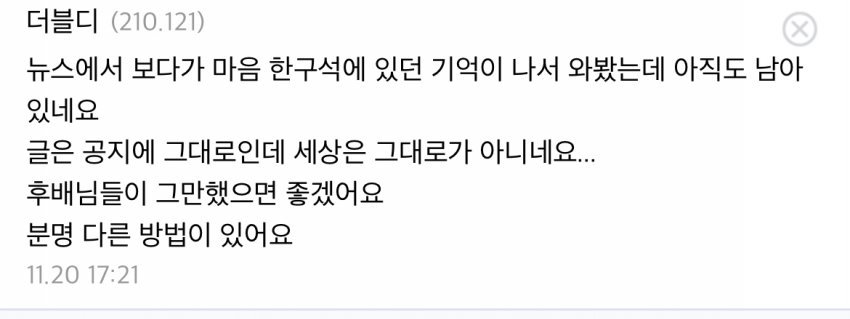 더블디 (210.121)
뉴스에서 보다가 마음 한구석에 있던 기억이 나서 와봤는데 아직도 남아
있네요
글은 공지에 그대로인데 세상은 그대로가 아니네요...
후배님들이 그만했으면 좋겠어요
분명 다른 방법이 있어요
11.20 17:21